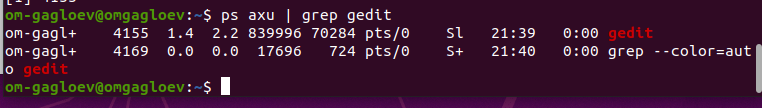 om-gagloev@omgagloev:~$ ps axu | grep gedit
om-gagl+    4155  1.4  2.2 839996 70284 pts/0    Sl   21:39   0:00 gedit
om-gagl+    4169  0.0  0.0  17696   724 pts/0    S+   21:40   0:00 grep --color=aut
o gedit
om-gagloev@omgagloev:~$